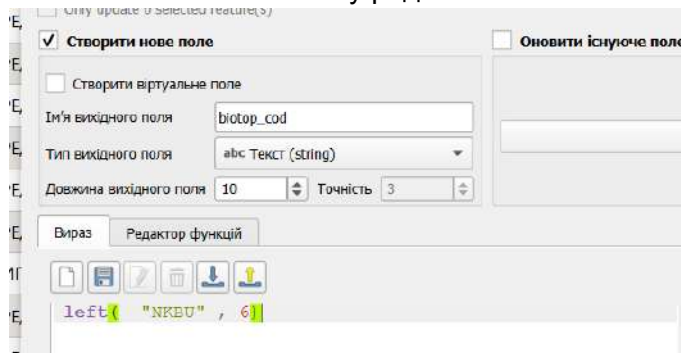 Only update 0 selected feature(s)
Створити нове поле
Оновити існуюче поле
Створити віртуальне поле
Ім'я вихідного поля biotop_cod
Тип вихідного поля abc Текст (string)
Довжина вихідного поля 10 Точність 3
Вираз Редактор функцій
left( "NKBU" , 6)